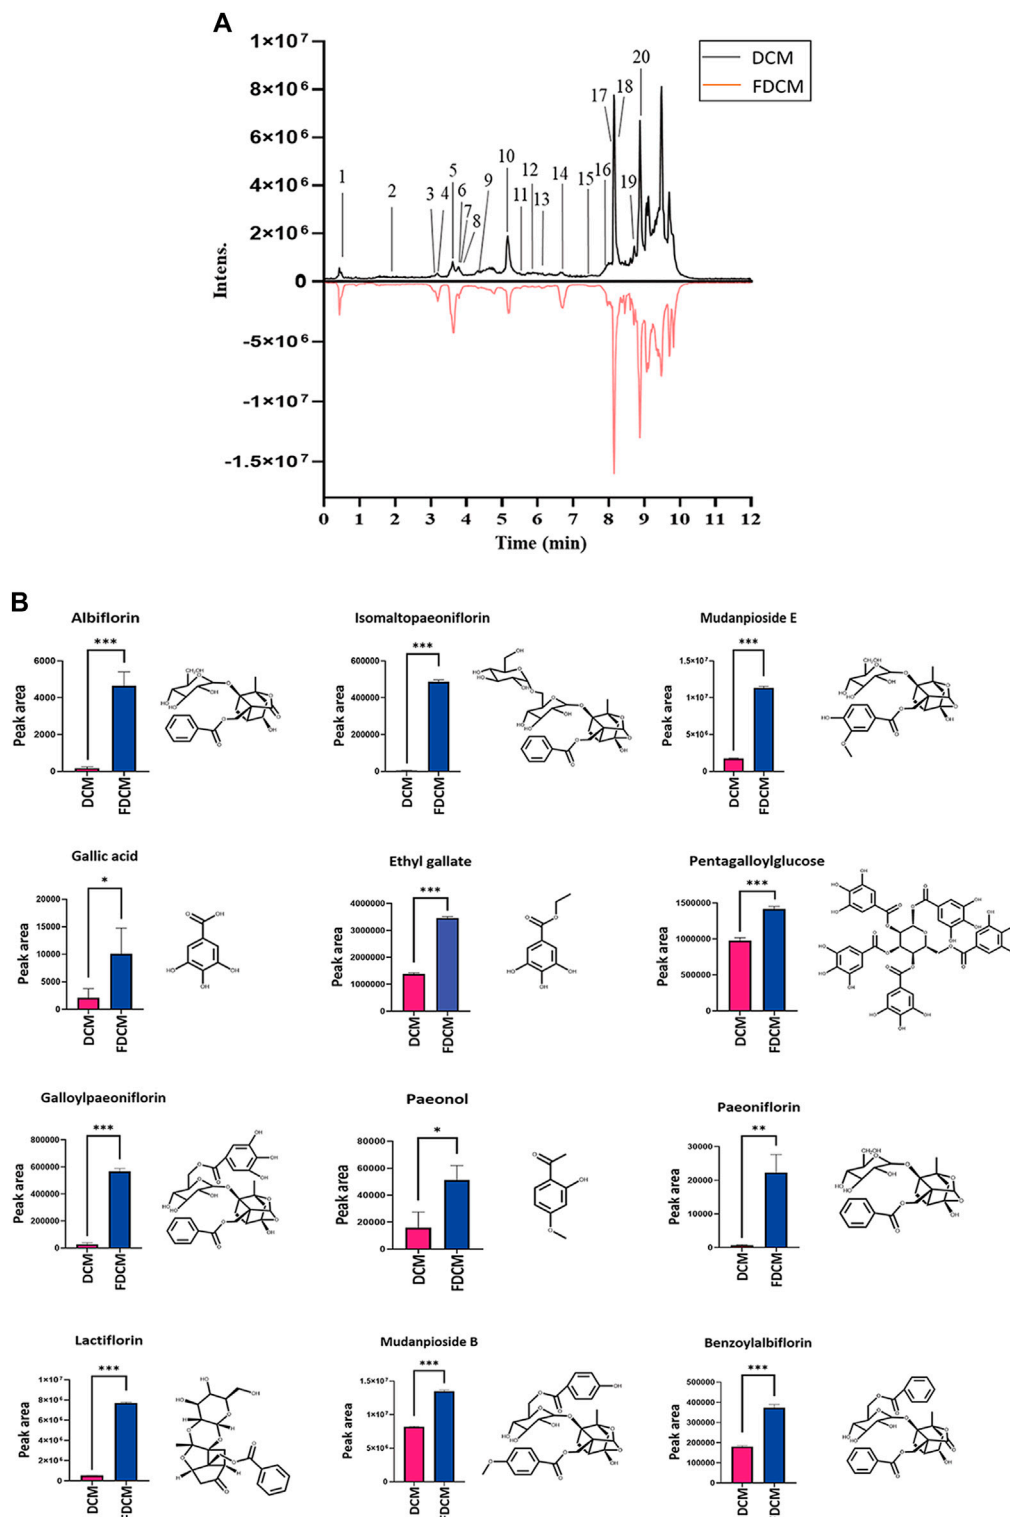 A
1×10⁷
8×10⁶
6×10⁶
4×10⁶
2×10⁶
0
-5×10⁶
-1×10⁷
-1.5×10⁷
Intens.
DCM
FDCM
1 2 3 4 5 6 7 8 9 10 11 12 13 14 15 16 17 18 19 20
0 1 2 3 4 5 6 7 8 9 10 11 12
Time (min)
B
Albiflorin
***
Peak area
6000
4000
2000
0
DCM
FDCM
Isomaltopaeoniflorin
***
Peak area
600000
400000
200000
0
DCM
FDCM
Mudanpioside E
***
Peak area
1.5×10⁷
1×10⁷
5×10⁶
0
DCM
FDCM
Gallic acid
*
Peak area
20000
15000
10000
5000
0
DCM
FDCM
Ethyl gallate
***
Peak area
4000000
3000000
2000000
1000000
0
DCM
FDCM
Pentagalloylglucose
***
Peak area
1500000
1000000
500000
0
DCM
FDCM
Galloylpaeoniflorin
***
Peak area
800000
600000
400000
200000
0
DCM
FDCM
Paeonol
*
Peak area
80000
60000
40000
20000
0
DCM
FDCM
Paeoniflorin
**
Peak area
30000
20000
10000
0
DCM
FDCM
Lactiflorin
***
Peak area
1×10⁷
8×10⁶
6×10⁶
4×10⁶
2×10⁶
0
DCM
FDCM
Mudanpioside B
***
Peak area
1.5×10⁷
1×10⁷
5×10⁶
0
DCM
FDCM
Benzoylalbiflorin
***
Peak area
500000
400000
300000
200000
100000
0
DCM
DCM